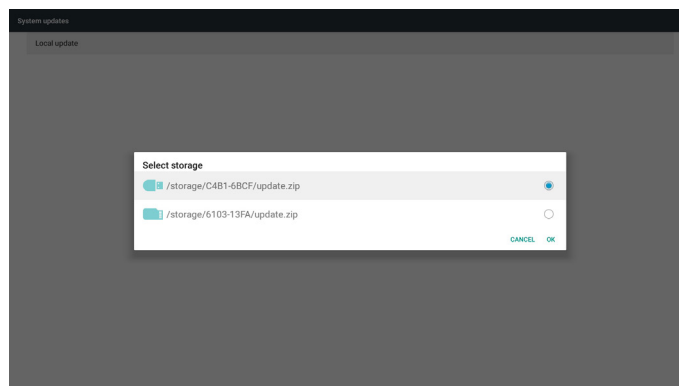 System updates
Local update
Select storage
/storage/C4B1-6BCF/update.zip
/storage/6103-13FA/update.zip
CANCEL OK